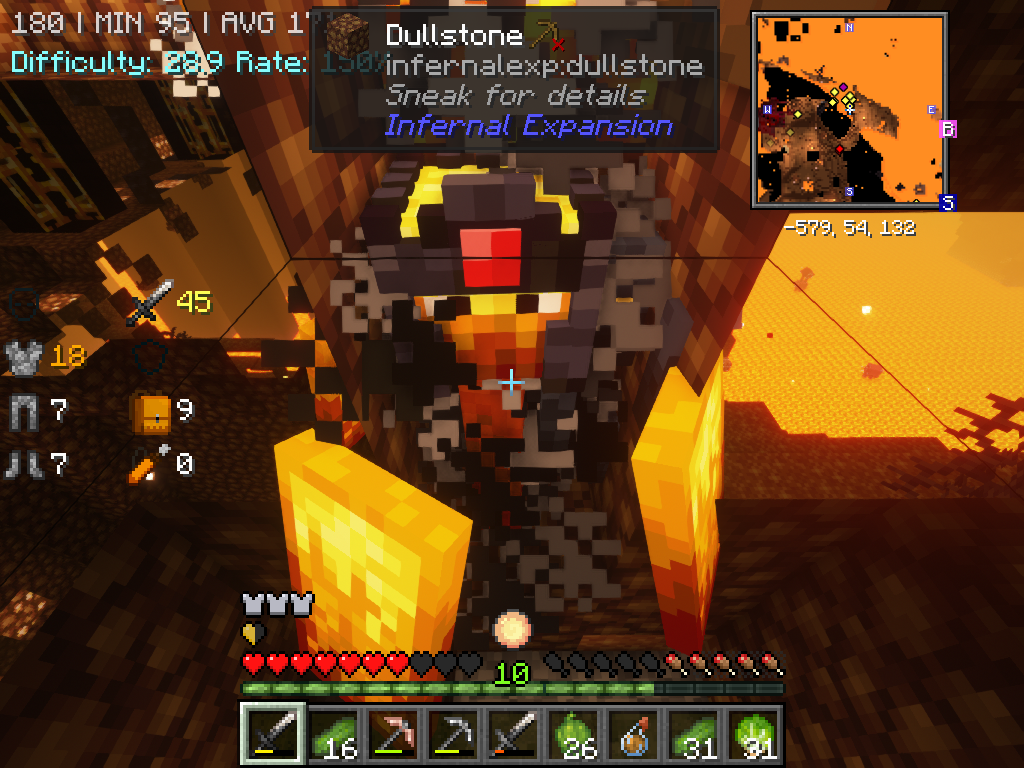 180 | MIN 95 | AVG
Difficulty: 28.9 Rate:
Dullstone
infernalexp:dullstone
Sneak for details
Infernal Expansion
N
W
E
B
S
S
-579, 54, 132
45
18
7
9
7
0
10
16
26
31
31